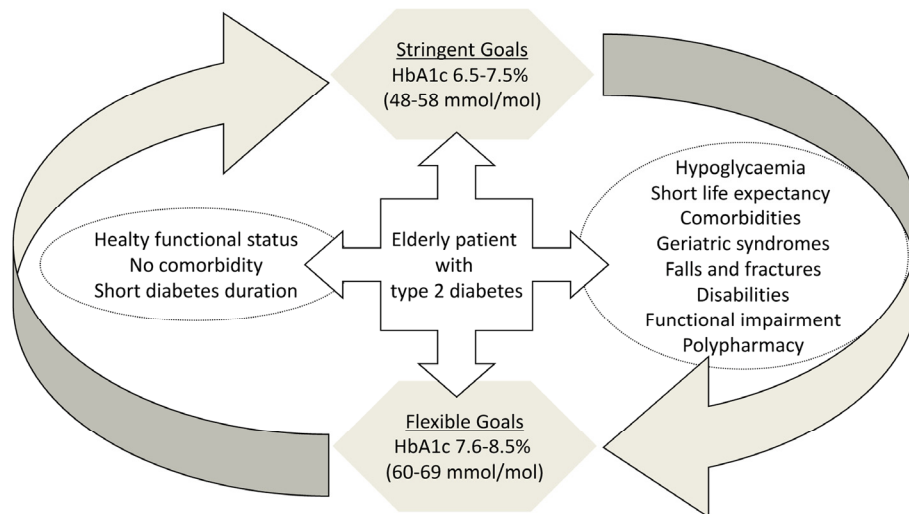 Stringent Goals
HbA1c 6.5-7.5%
(48-58 mmol/mol)
Healty functional status
No comorbidity
Short diabetes duration
Elderly patient
with
type 2 diabetes
Hypoglycaemia
Short life expectancy
Comorbidities
Geriatric syndromes
Falls and fractures
Disabilities
Functional impairment
Polypharmacy
Flexible Goals
HbA1c 7.6-8.5%
(60-69 mmol/mol)